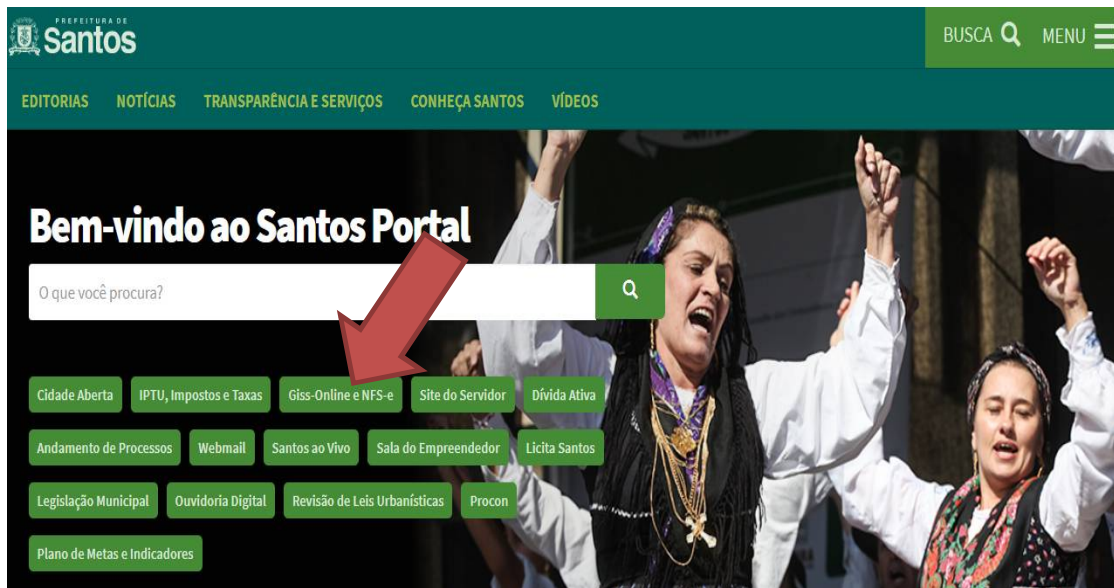 PREFEITURA DE
Santos
BUSCA MENU
EDITORIAS NOTÍCIAS TRANSPARÊNCIA E SERVIÇOS CONHEÇA SANTOS VÍDEOS
Bem-vindo ao Santos Portal
O que você procura?
Cidade Aberta IPTU, Impostos e Taxas Giss-Online e NFS-e Site do Servidor Dívida Ativa
Andamento de Processos Webmail Santos ao Vivo Sala do Empreendedor Licita Santos
Legislação Municipal Ouvidoria Digital Revisão de Leis Urbanísticas Procon
Plano de Metas e Indicadores